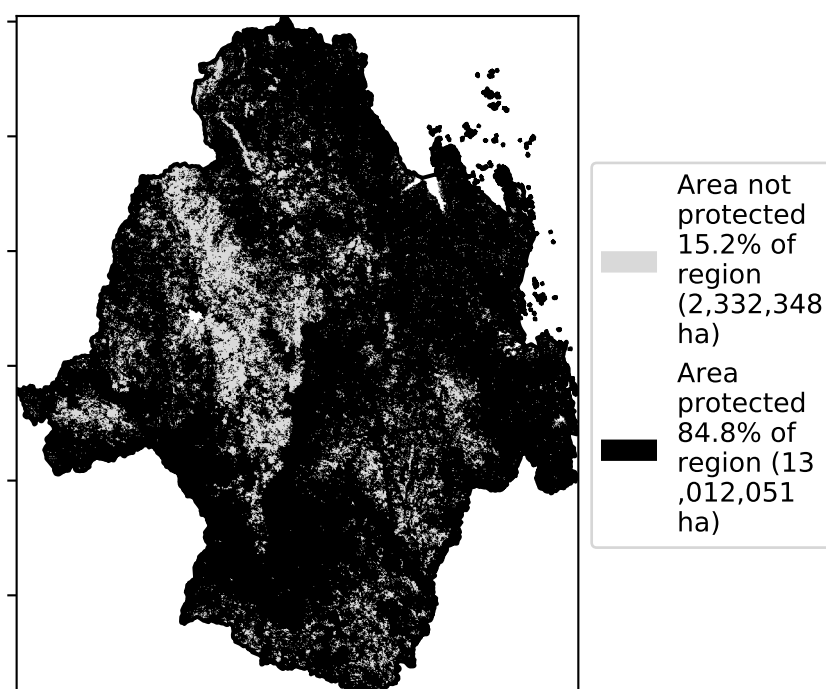 Area not
protected
15.2% of
region
(2,332,348
ha)
Area
protected
84.8% of
region (13
,012,051
ha)